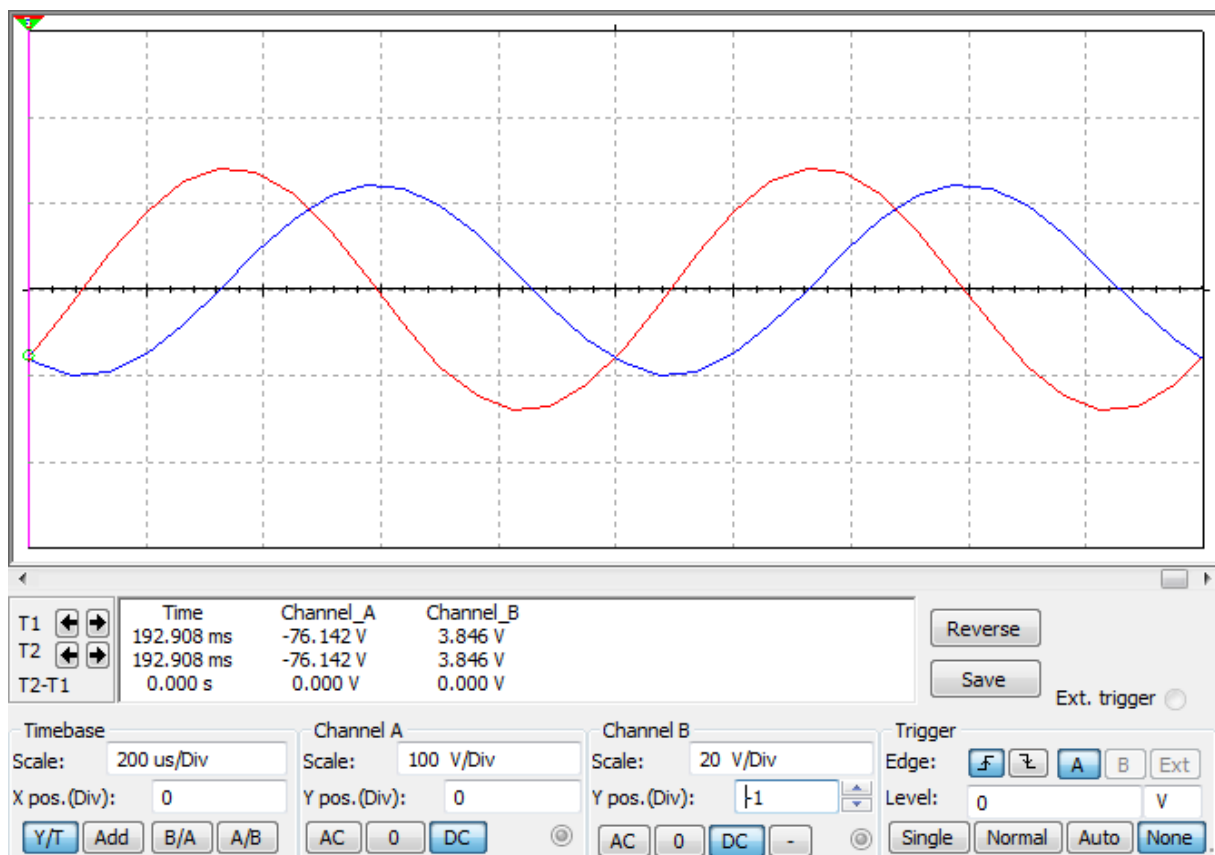 Time Channel_A Channel_B
T1 192.908 ms -76.142 V 3.846 V
T2 192.908 ms -76.142 V 3.846 V
T2-T1 0.000 s 0.000 V 0.000 V
Reverse
Save
Ext. trigger
Timebase
Scale: 200 us/Div
X pos.(Div): 0
Y/T Add B/A A/B
Channel A
Scale: 100 V/Div
Y pos.(Div): 0
AC 0 DC
Channel B
Scale: 20 V/Div
Y pos.(Div): -1
AC 0 DC -
Trigger
Edge: A B Ext
Level: 0 V
Single Normal Auto None